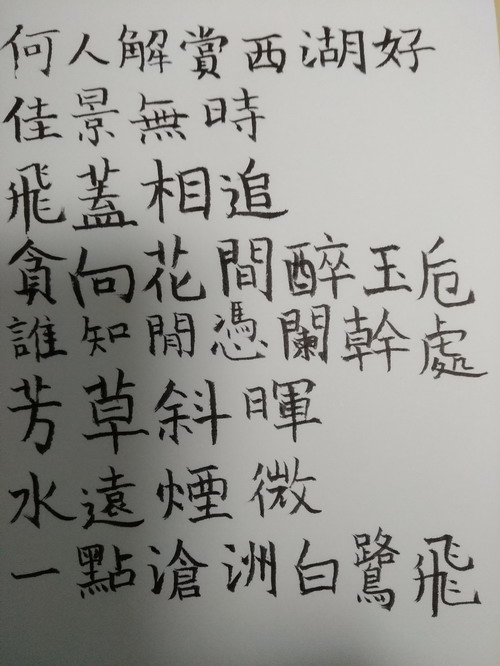 何人解賞西湖好
佳景無時
飛蓋相追
貪向花間醉玉卮
誰知閒憑闌幹處
芳草斜暉
水遠煙微
一點滄洲白鷺飛